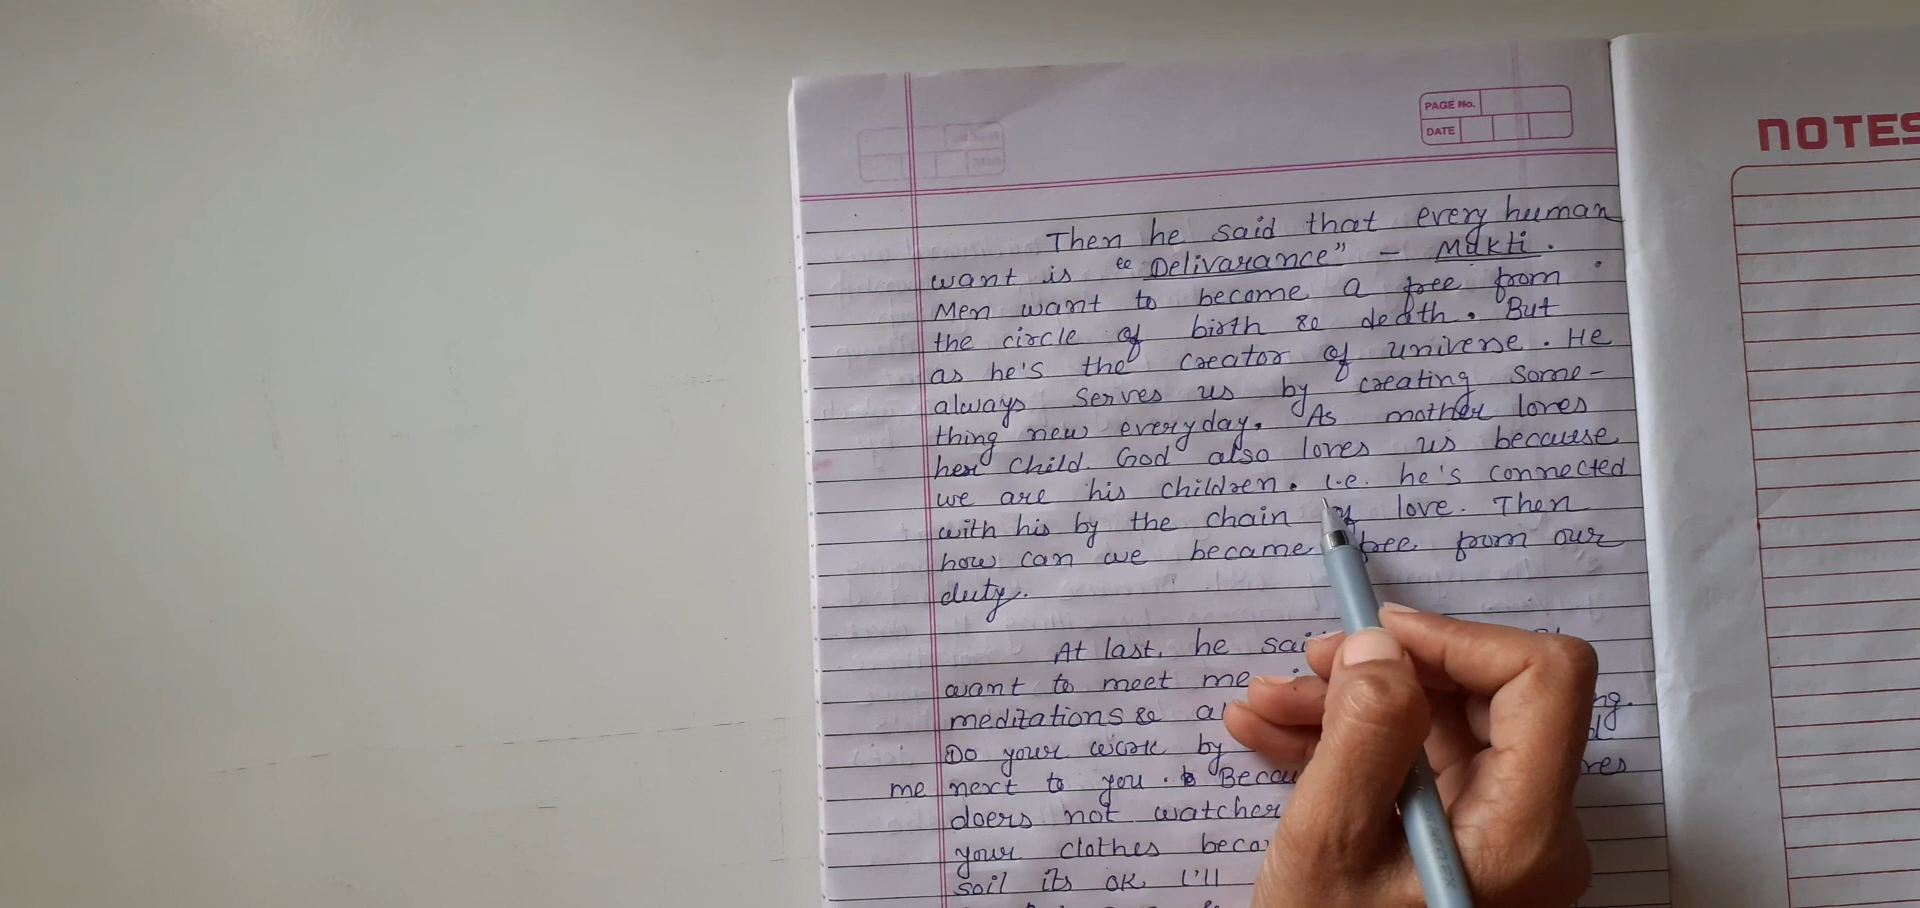 PAGE No.
DATE
NOTES
Then he said that every human
want is "Delivarance" - Mukti.
Men want to become a free from
the circle of birth & death. But
as he's the creator of universe. He
always serves us by creating some-
thing new everyday. As mother loves
her child. God also loves us because
we are his children. i.e. he's connected
with his by the chain of love. Then
how can we became free from our
duty.
At last, he said
want to meet me
meditations &
Do your work by
me next to you. Because
doers not watcher
your clothes
soil its ok, I'll